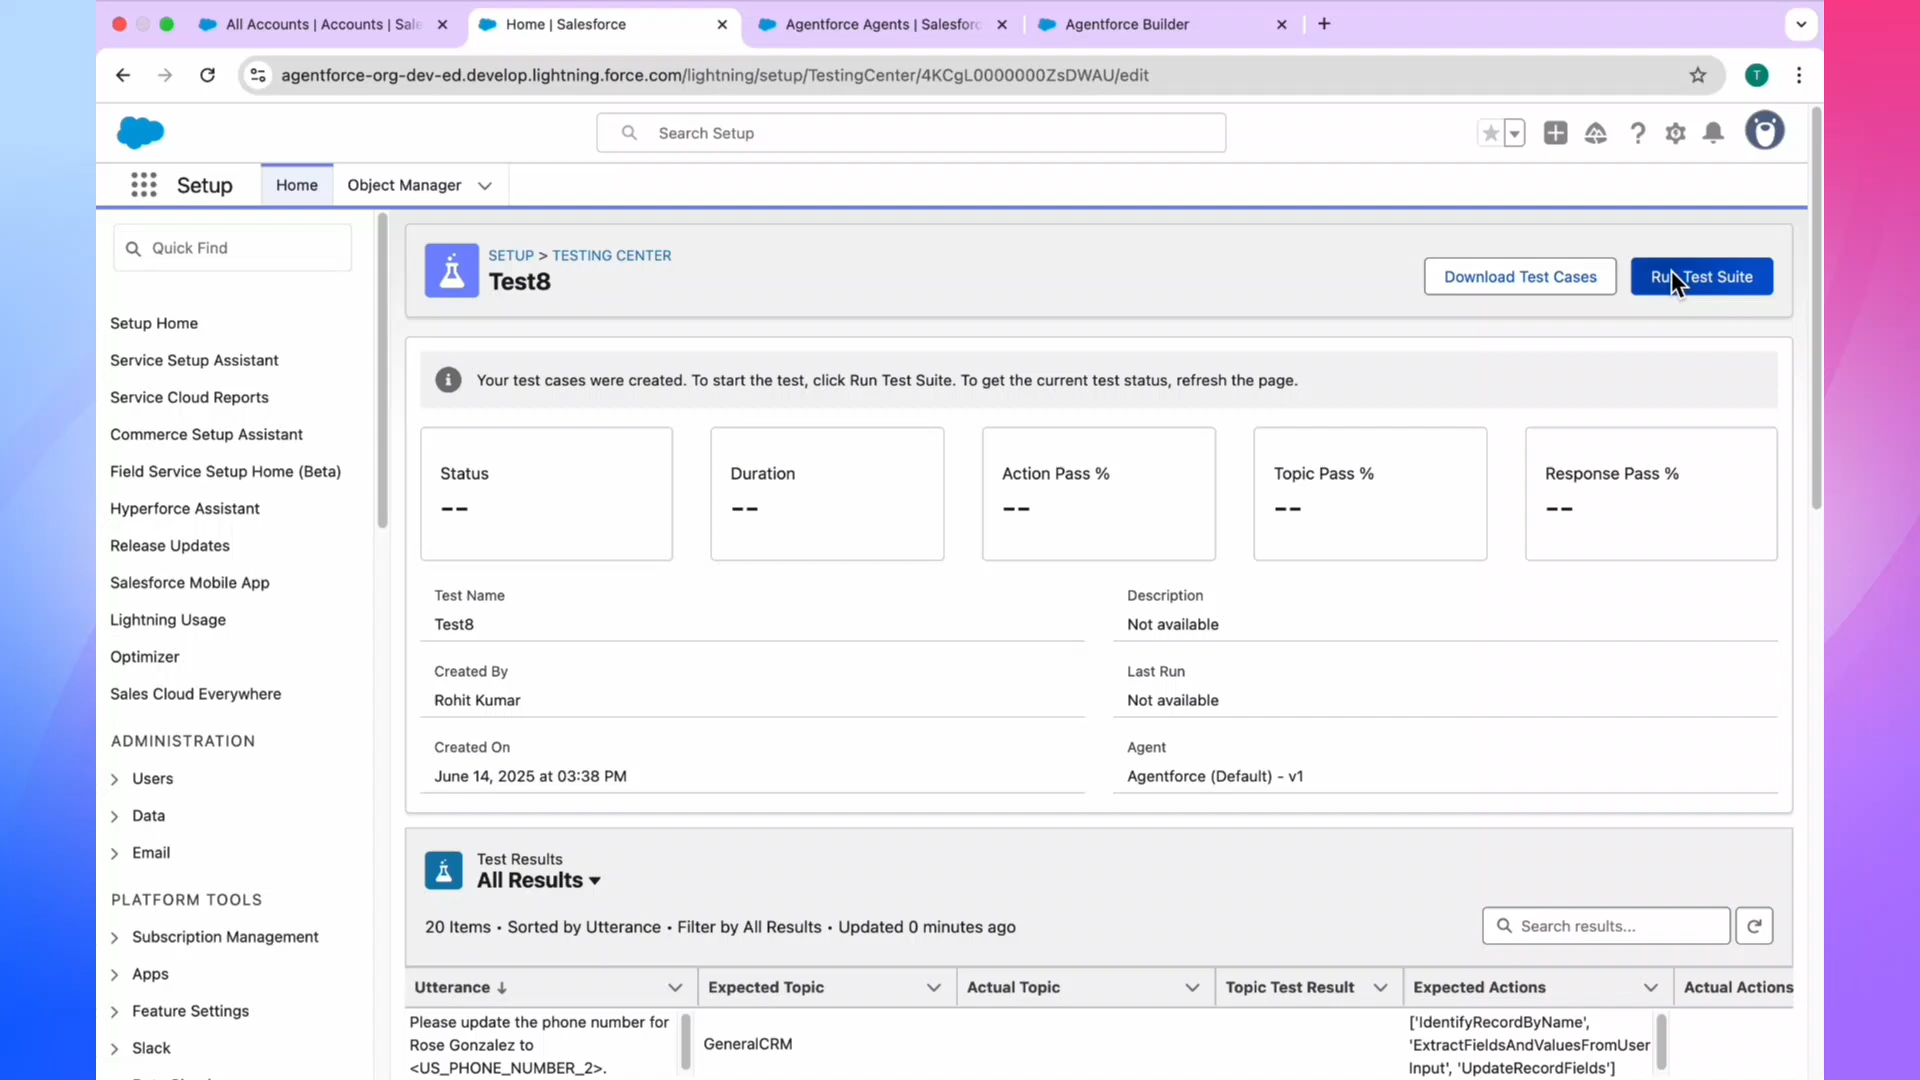 All Accounts | Accounts | Sale
Home | Salesforce
Agentforce Agents | Salesforc
Agentforce Builder
agentforce-org-dev-ed.develop.lightning.force.com/lightning/setup/TestingCenter/4KCgL0000000ZsDWAU/edit
T
Search Setup
Setup
Home
Object Manager
Quick Find
Setup Home
Service Setup Assistant
Service Cloud Reports
Commerce Setup Assistant
Field Service Setup Home (Beta)
Hyperforce Assistant
Release Updates
Salesforce Mobile App
Lightning Usage
Optimizer
Sales Cloud Everywhere
ADMINISTRATION
Users
Data
Email
PLATFORM TOOLS
Subscription Management
Apps
Feature Settings
Slack
SETUP > TESTING CENTER
Test8
Download Test Cases
Run Test Suite
Your test cases were created. To start the test, click Run Test Suite. To get the current test status, refresh the page.
Status
--
Duration
--
Action Pass %
--
Topic Pass %
--
Response Pass %
--
Test Name
Test8
Description
Not available
Created By
Rohit Kumar
Last Run
Not available
Created On
June 14, 2025 at 03:38 PM
Agent
Agentforce (Default) - v1
Test Results
All Results
20 Items • Sorted by Utterance • Filter by All Results • Updated 0 minutes ago
Search results...
Utterance
Expected Topic
Actual Topic
Topic Test Result
Expected Actions
Actual Actions
Please update the phone number for
Rose Gonzalez to
<US_PHONE_NUMBER_2>.
GeneralCRM
['IdentifyRecordByName',
'ExtractFieldsAndValuesFromUser
Input', 'UpdateRecordFields']